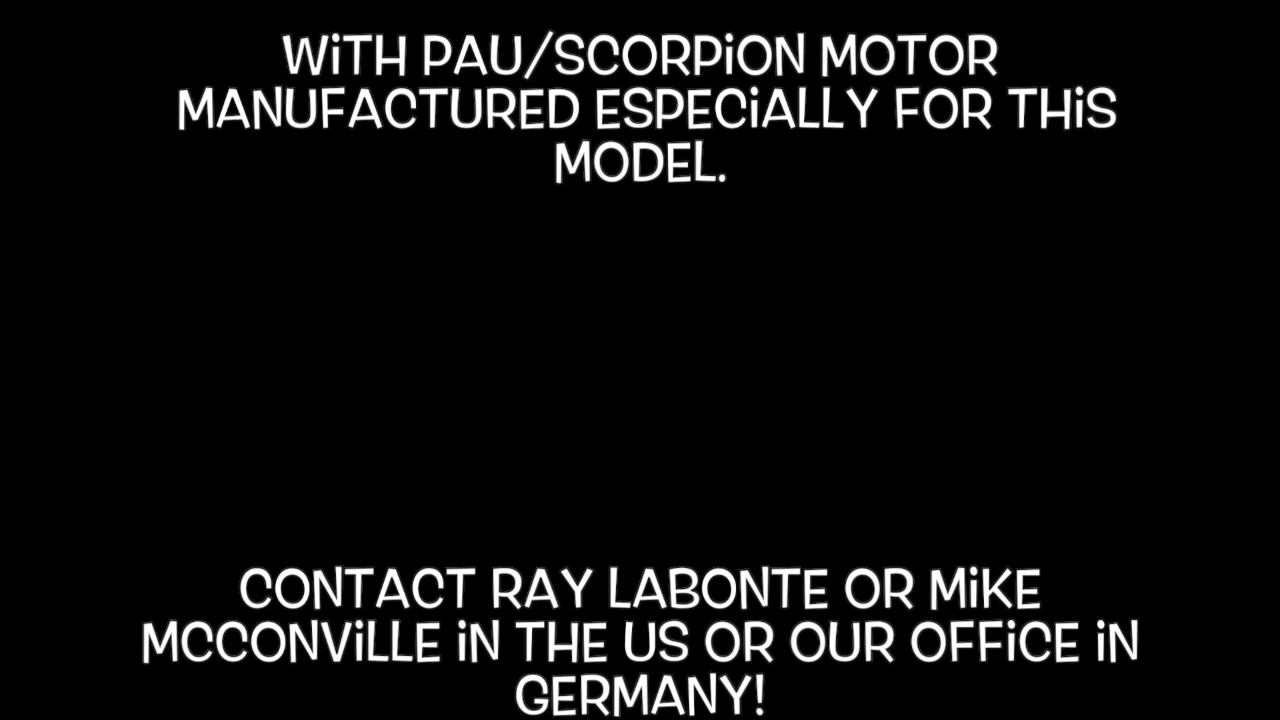 WiTH PAU/SCORPiON MOTOR
MANUFACTURED ESPECiALLY FOR THiS
MODEL.
CONTACT RAY LABONTE OR MiKE
MCCONViLLE iN THE US OR OUR OFFiCE iN
GERMANY!